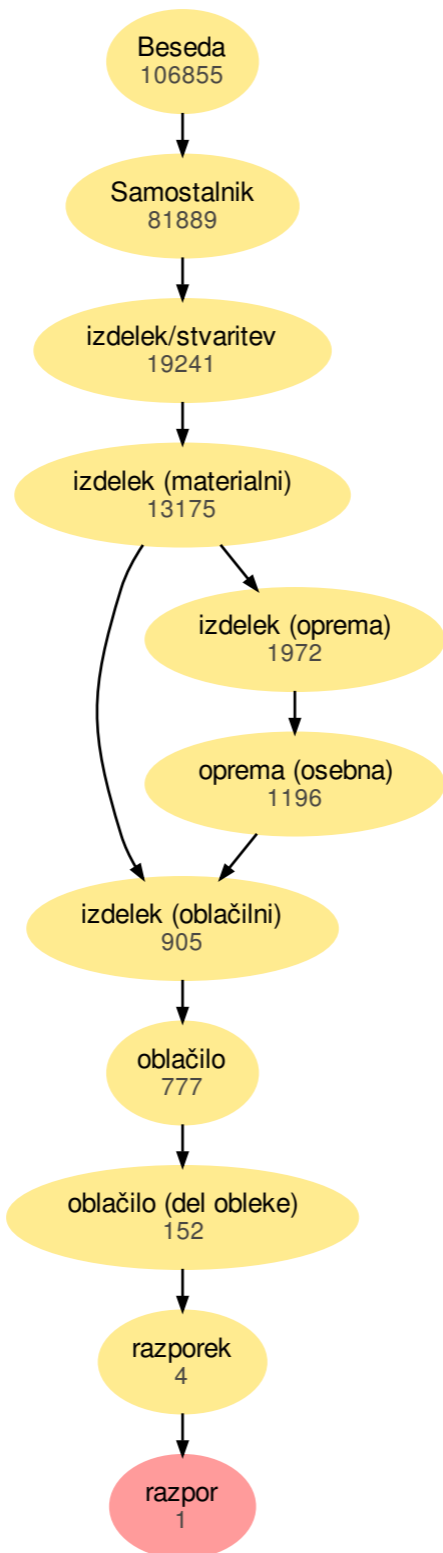 Beseda
106855
Samostalnik
81889
izdelek/stvaritev
19241
izdelek (materialni)
13175
izdelek (oprema)
1972
oprema (osebna)
1196
izdelek (oblačilni)
905
oblačilo
777
oblačilo (del obleke)
152
razporek
4
razpor
1